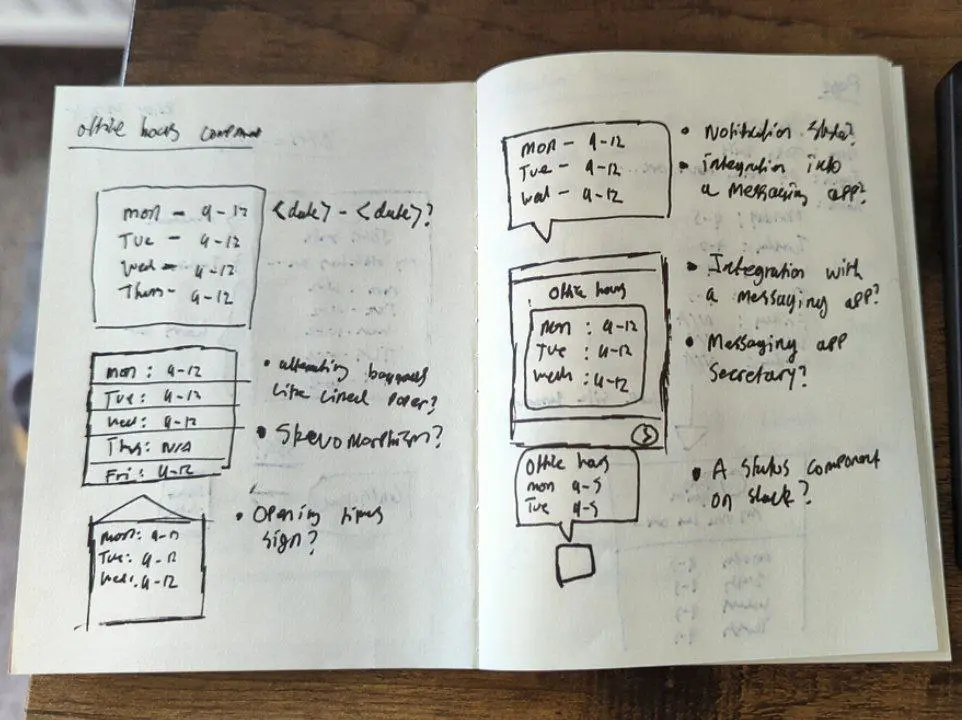 office hours component
mon - 9-12 <date> - <date>?
Tue - 9-12
Wed - 9-12
Thurs - 9-12
mon : 9-12
Tue : 9-12
wed : 9-12
Thus : N/A
Fri : 9-12
• alternating
like lined paper?
• Skeuomorphism?
• Opening times
sign?
mon: 9-12
Tue: 9-12
wed: 9-12
mon - 9-12
Tue - 9-12
wed - 9-12
• Notification state?
• integration into
a messaging app?
Office hours
mon : 9-12
Tue : 9-12
weds : 9-12
• Integration with
a messaging app?
• Messaging app
secretary?
Office hours
mon 9-5
Tue 9-5
• A status component
on slack?